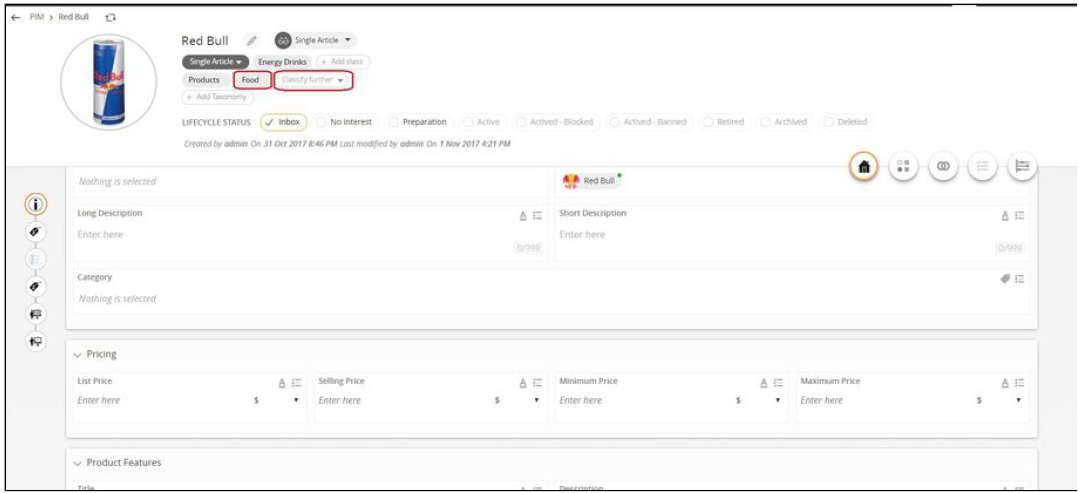 ← PIM > Red Bull
Red Bull Single Article
Single Article Energy Drinks + Add class
Products Food Classify further
+ Add Taxonomy
LIFECYCLE STATUS Inbox No Interest Preparation Active Actived - Blocked Actived - Banned Retired Archived Deleted
Created by admin On 31 Oct 2017 8:46 PM Last modified by admin On 1 Nov 2017 4:21 PM
Nothing is selected Red Bull
Long Description Short Description
Enter here Enter here
0/999 0/999
Category
Nothing is selected
Pricing
List Price Selling Price Minimum Price Maximum Price
Enter here $ Enter here $ Enter here $ Enter here $
Product Features
Title Description